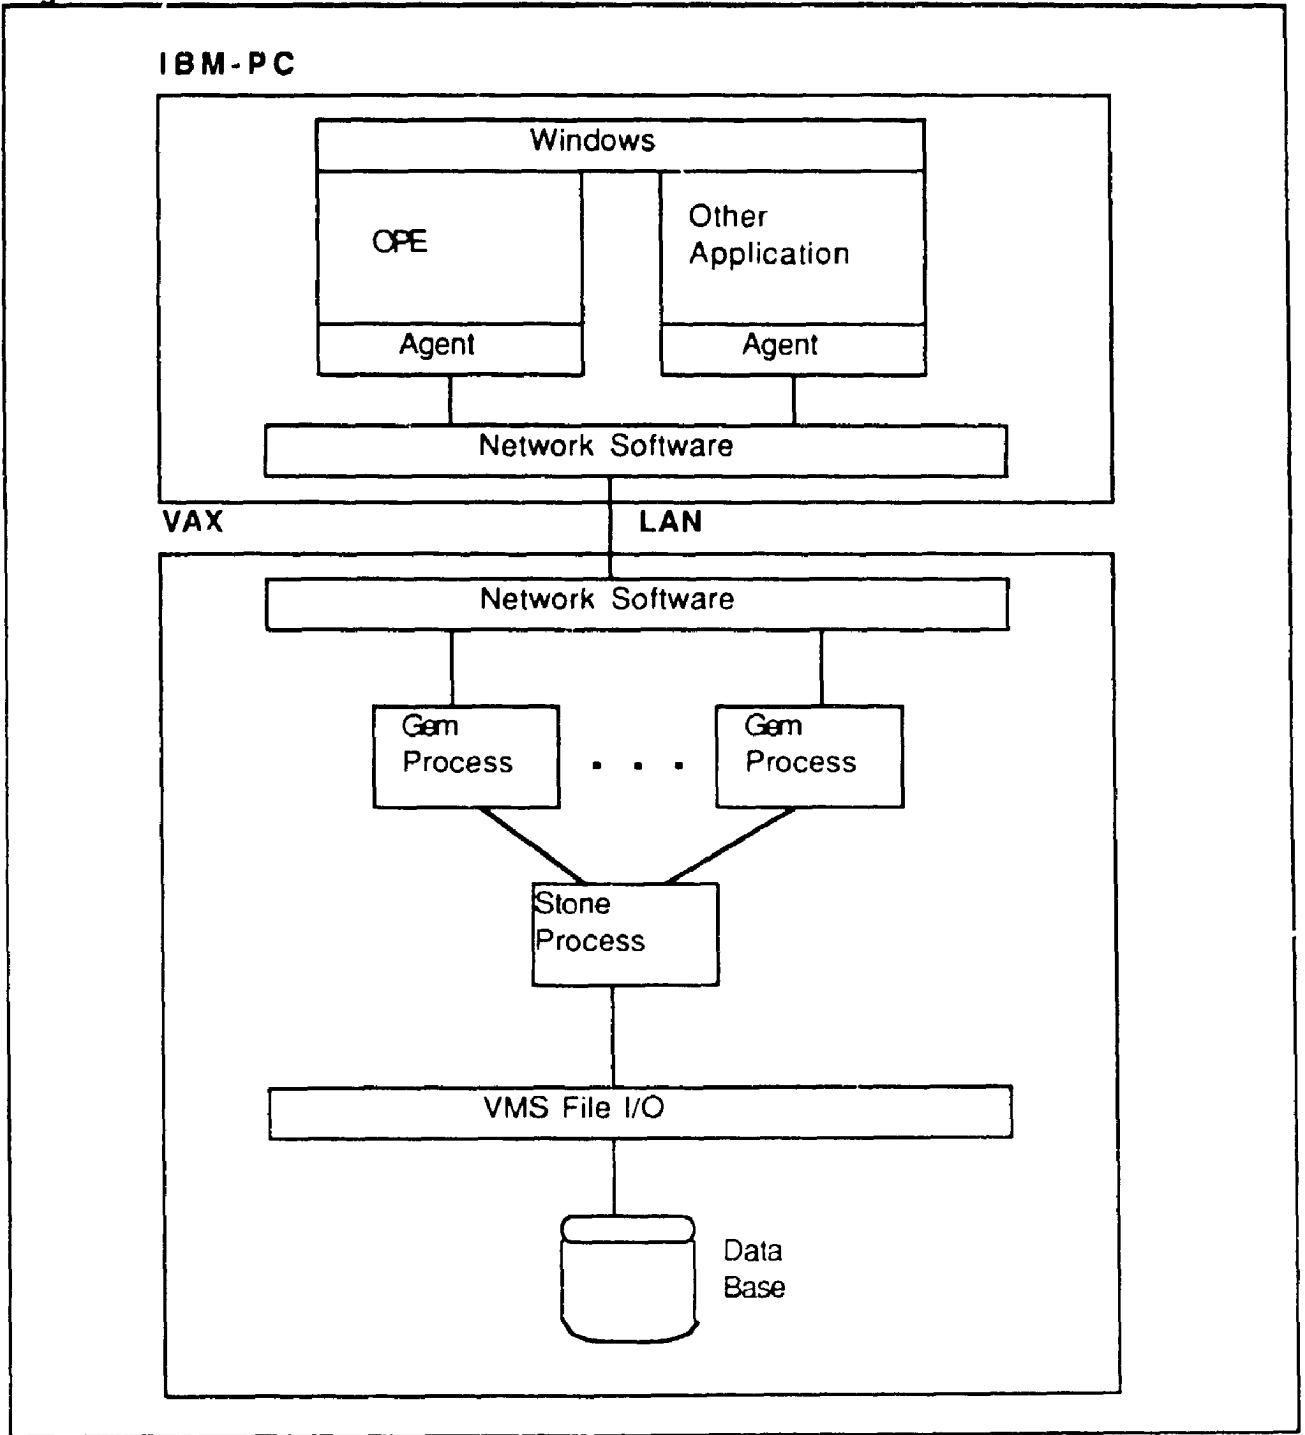 IBM-PC
Windows
OPE
Other
Application
Agent
Agent
Network Software
VAX
LAN
Network Software
Gem
Process
. . .
Gem
Process
Stone
Process
VMS File I/O
Data
Base